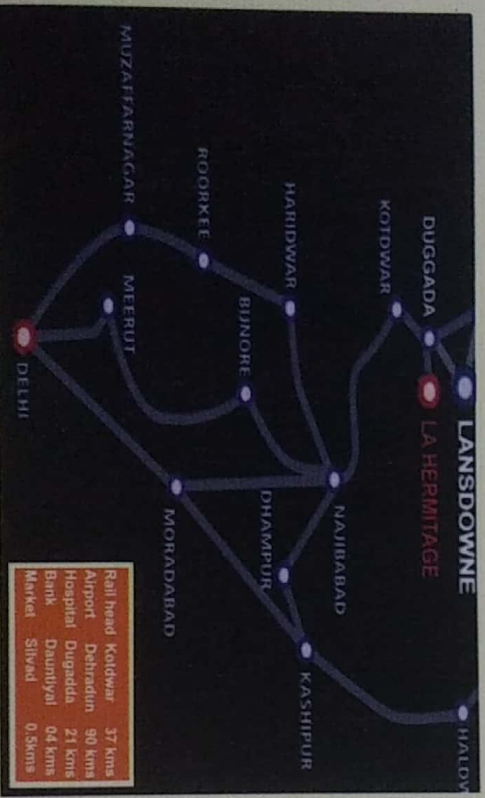 LANSDOWNE
LA HERMITAGE
DUGGADA
KOTDWAR
HALDW
HARIDWAR
NAJIBABAD
KASHIPUR
ROORKEE
BIJNORE
DHAMPUR
MUZAFFARNAGAR
MEERUT
MORADABAD
DELHI
Rail head Kotdwar 37 kms
Airport Dehradun 90 kms
Hospital Dugadda 21 kms
Bank Dauntiyal 04 kms
Market Silvad 0.5kms